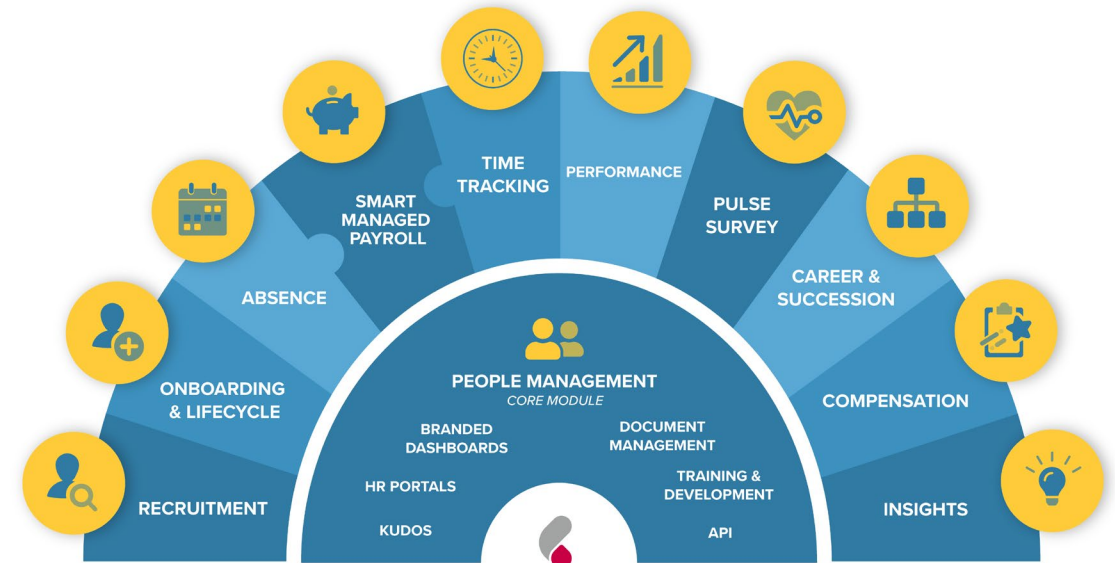 RECRUITMENT
ONBOARDING
& LIFECYCLE
ABSENCE
SMART
MANAGED
PAYROLL
TIME
TRACKING
PERFORMANCE
PULSE
SURVEY
CAREER &
SUCCESSION
COMPENSATION
INSIGHTS
PEOPLE MANAGEMENT
CORE MODULE
BRANDED
DASHBOARDS
HR PORTALS
KUDOS
DOCUMENT
MANAGEMENT
TRAINING &
DEVELOPMENT
API